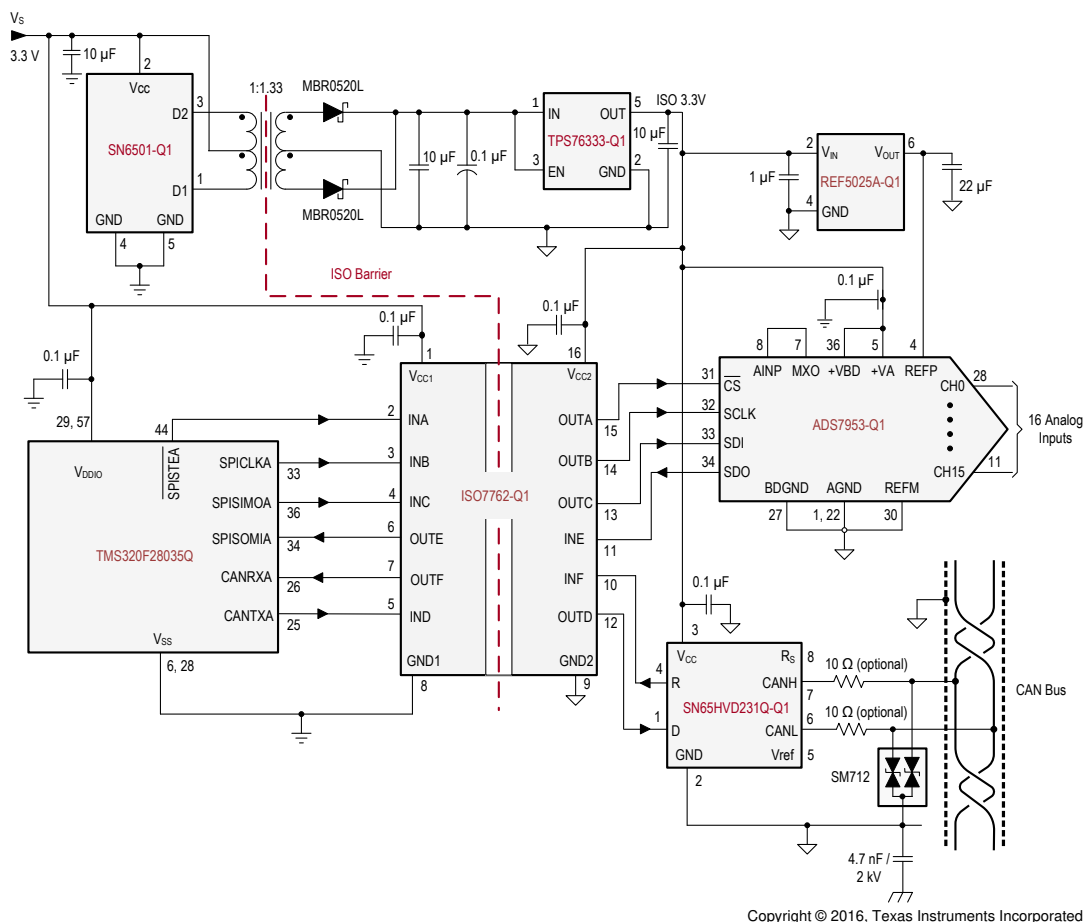 VS
3.3 V
10 µF
2
Vcc
D2
3
SN6501-Q1
D1
1
GND
GND
4
5
1:1.33
MBR0520L
MBR0520L
10 µF
0.1 µF
1
IN
OUT
5
TPS76333-Q1
3
EN
GND
2
ISO 3.3V
10 µF
2
VIN
VOUT
6
REF5025A-Q1
1 µF
4
GND
22 µF
ISO Barrier
0.1 µF
0.1 µF
0.1 µF
0.1 µF
29, 57
44
VDDIO
SPISTEA
SPICLKA
33
SPISIMOA
36
SPISOMIA
34
TMS320F28035Q
CANRXA
26
CANTXA
25
VSS
6, 28
1
VCC1
2
INA
3
INB
4
INC
6
OUTE
7
OUTF
5
IND
GND1
8
ISO7762-Q1
16
VCC2
OUTA
15
OUTB
14
OUTC
13
INE
11
INF
10
OUTD
12
GND2
9
8
7
36
5
4
AINP
MXO
+VBD
+VA
REFP
31
CS
32
SCLK
33
SDI
34
SDO
ADS7953-Q1
CH0
28
CH15
11
16 Analog
Inputs
BDGND
AGND
REFM
27
1, 22
30
0.1 µF
3
VCC
RS
8
4
R
CANH
7
SN65HVD231Q-Q1
1
D
CANL
6
GND
Vref
5
2
10 Ω (optional)
10 Ω (optional)
SM712
CAN Bus
4.7 nF /
2 kV
Copyright © 2016, Texas Instruments Incorporated